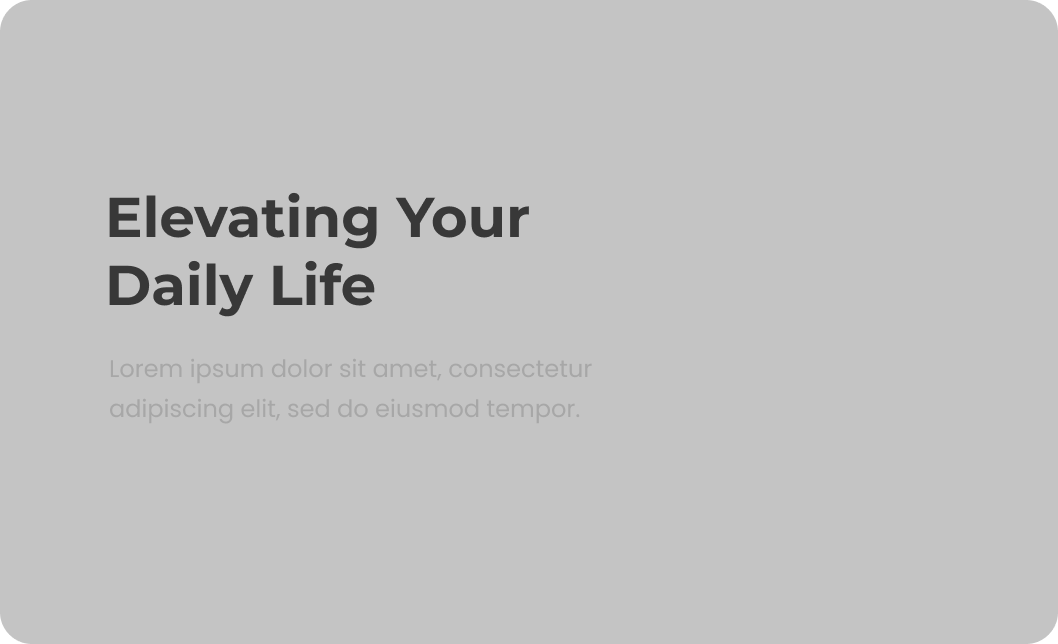 Elevating Your
Daily Life
Lorem ipsum dolor sit amet, consectetur
adipiscing elit, sed do eiusmod tempor.